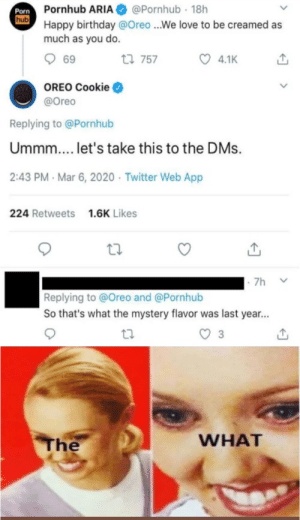 Porn
hub
Pornhub ARIA @Pornhub · 18h
Happy birthday @Oreo ...We love to be creamed as
much as you do.
69 757 4.1K
OREO Cookie
@Oreo
Replying to @Pornhub
Ummm.... let's take this to the DMs.
2:43 PM · Mar 6, 2020 · Twitter Web App
224 Retweets 1.6K Likes
· 7h
Replying to @Oreo and @Pornhub
So that's what the mystery flavor was last year...
3
The
WHAT